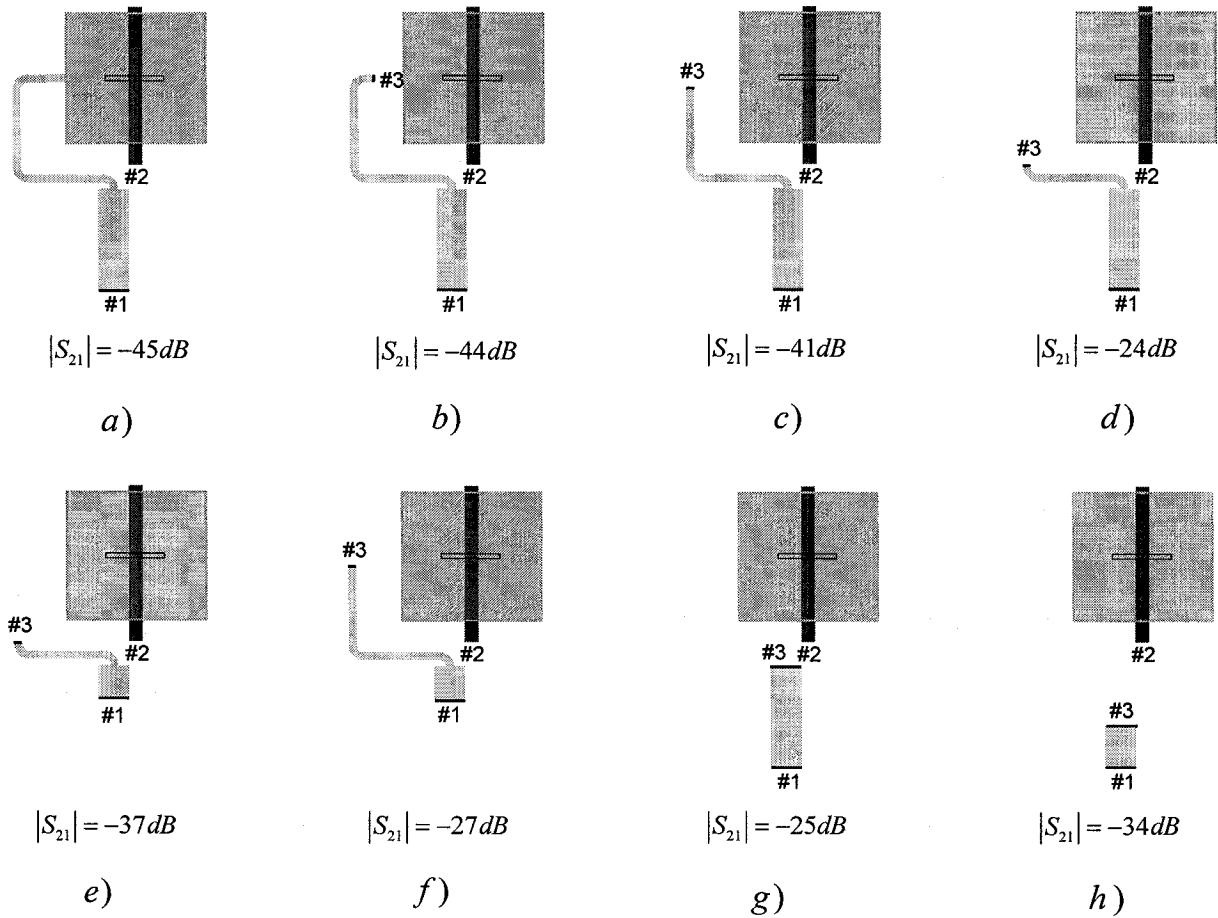 #2
#1
|S21| = −45dB
a)
#3
#2
#1
|S21| = −44dB
b)
#3
#2
#1
|S21| = −41dB
c)
#3
#2
#1
|S21| = −24dB
d)
#3
#2
#1
|S21| = −37dB
e)
#3
#2
#1
|S21| = −27dB
f)
#3 #2
#1
|S21| = −25dB
g)
#2
#3
#1
|S21| = −34dB
h)